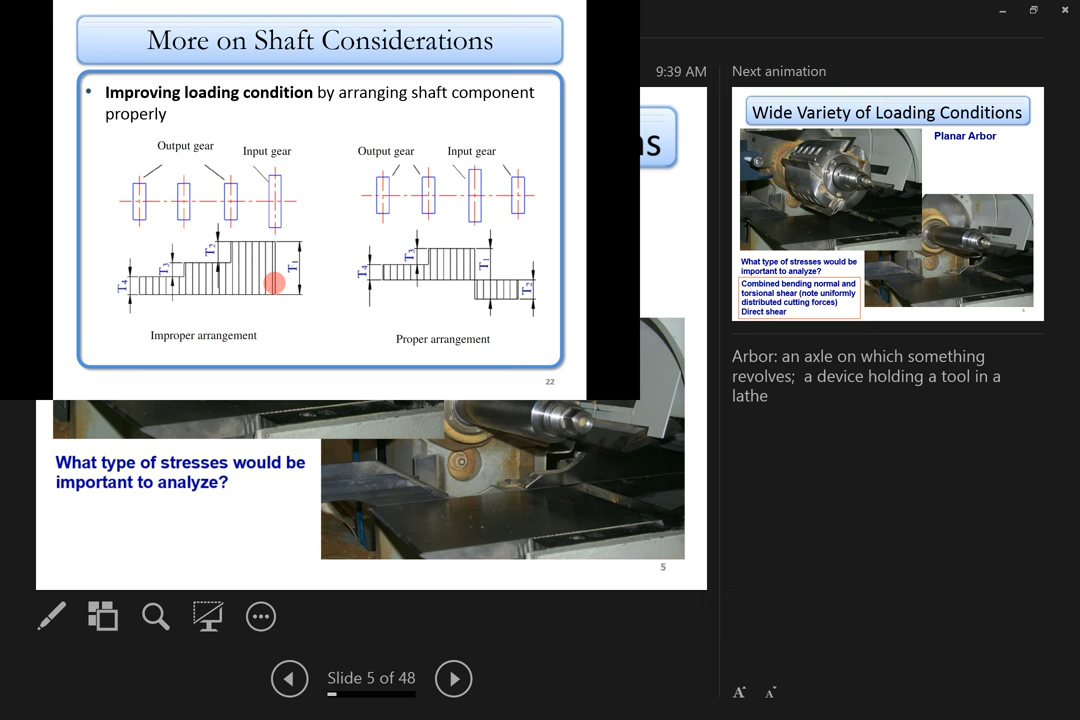 More on Shaft Considerations
• Improving loading condition by arranging shaft component
properly
Output gear
Input gear
Output gear
Input gear
T4
T3
T2
T1
T4
T3
T1
T2
Improper arrangement
Proper arrangement
22
9:39 AM
ns
What type of stresses would be
important to analyze?
5
Slide 5 of 48
Next animation
Wide Variety of Loading Conditions
Planar Arbor
What type of stresses would be
important to analyze?
Combined bending normal and
torsional shear (note uniformly
distributed cutting forces)
Direct shear
5
Arbor: an axle on which something
revolves; a device holding a tool in a
lathe
A A